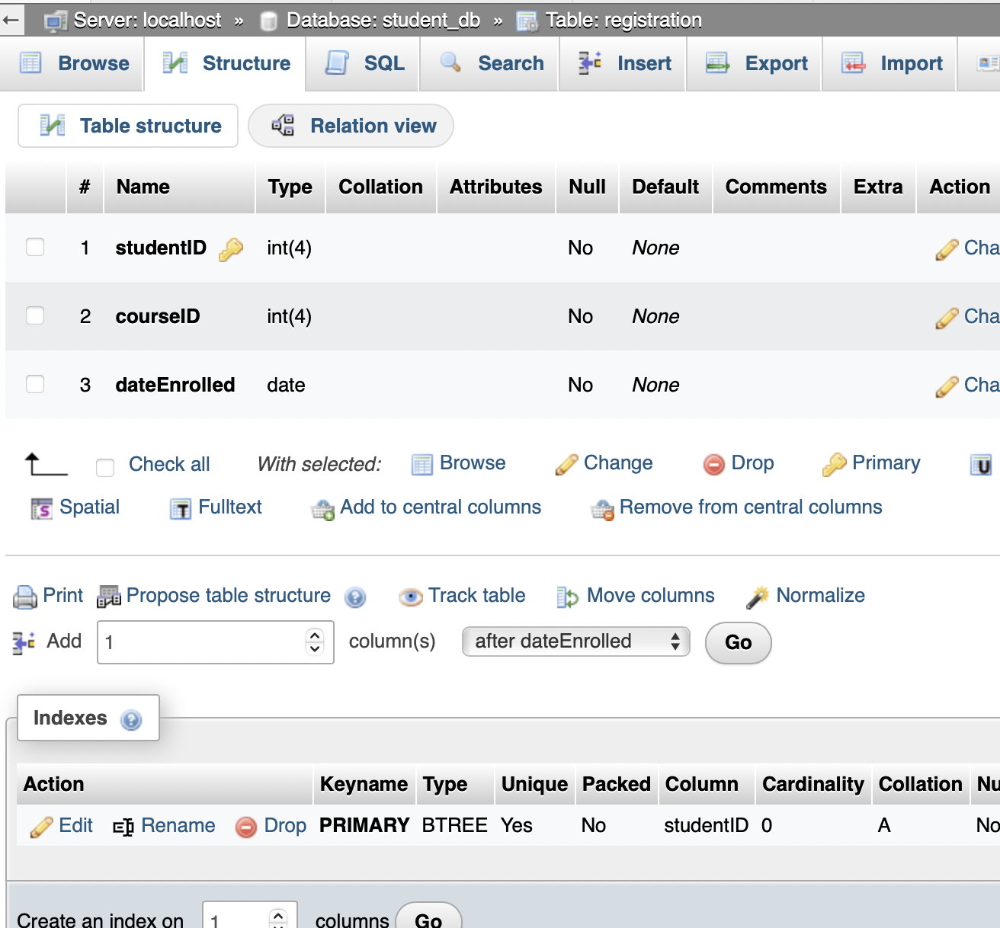 Server: localhost » Database: student_db » Table: registration
Browse Structure SQL Search Insert Export Import
Table structure Relation view
# Name Type Collation Attributes Null Default Comments Extra Action
1 studentID int(4) No None Cha
2 courseID int(4) No None Cha
3 dateEnrolled date No None Cha
Check all With selected: Browse Change Drop Primary U
S Spatial T Fulltext Add to central columns Remove from central columns
Print Propose table structure Track table Move columns Normalize
Add 1 column(s) after dateEnrolled Go
Indexes
Action Keyname Type Unique Packed Column Cardinality Collation Nu
Edit Rename Drop PRIMARY BTREE Yes No studentID 0 A No
Create an index on 1 columns Go